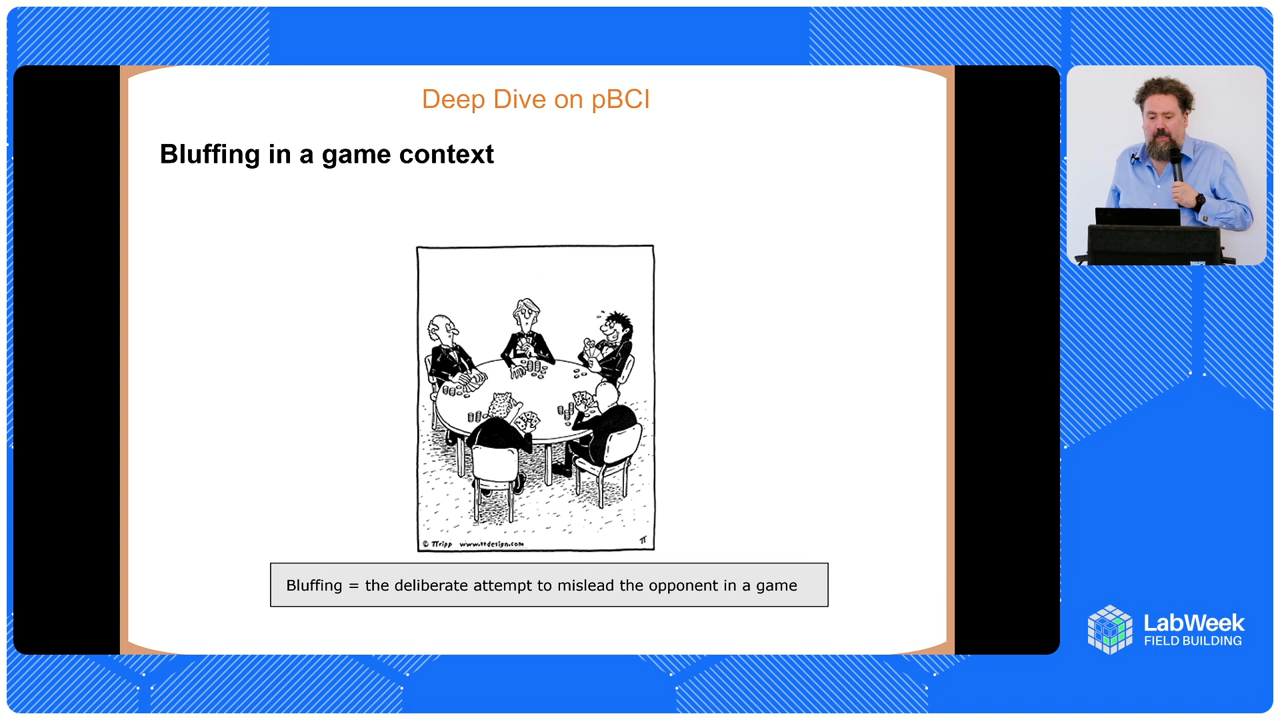 Deep Dive on pBCI
Bluffing in a game context
© πripp www.ttdesign.com
π
Bluffing = the deliberate attempt to mislead the opponent in a game
LabWeek
FIELD BUILDING